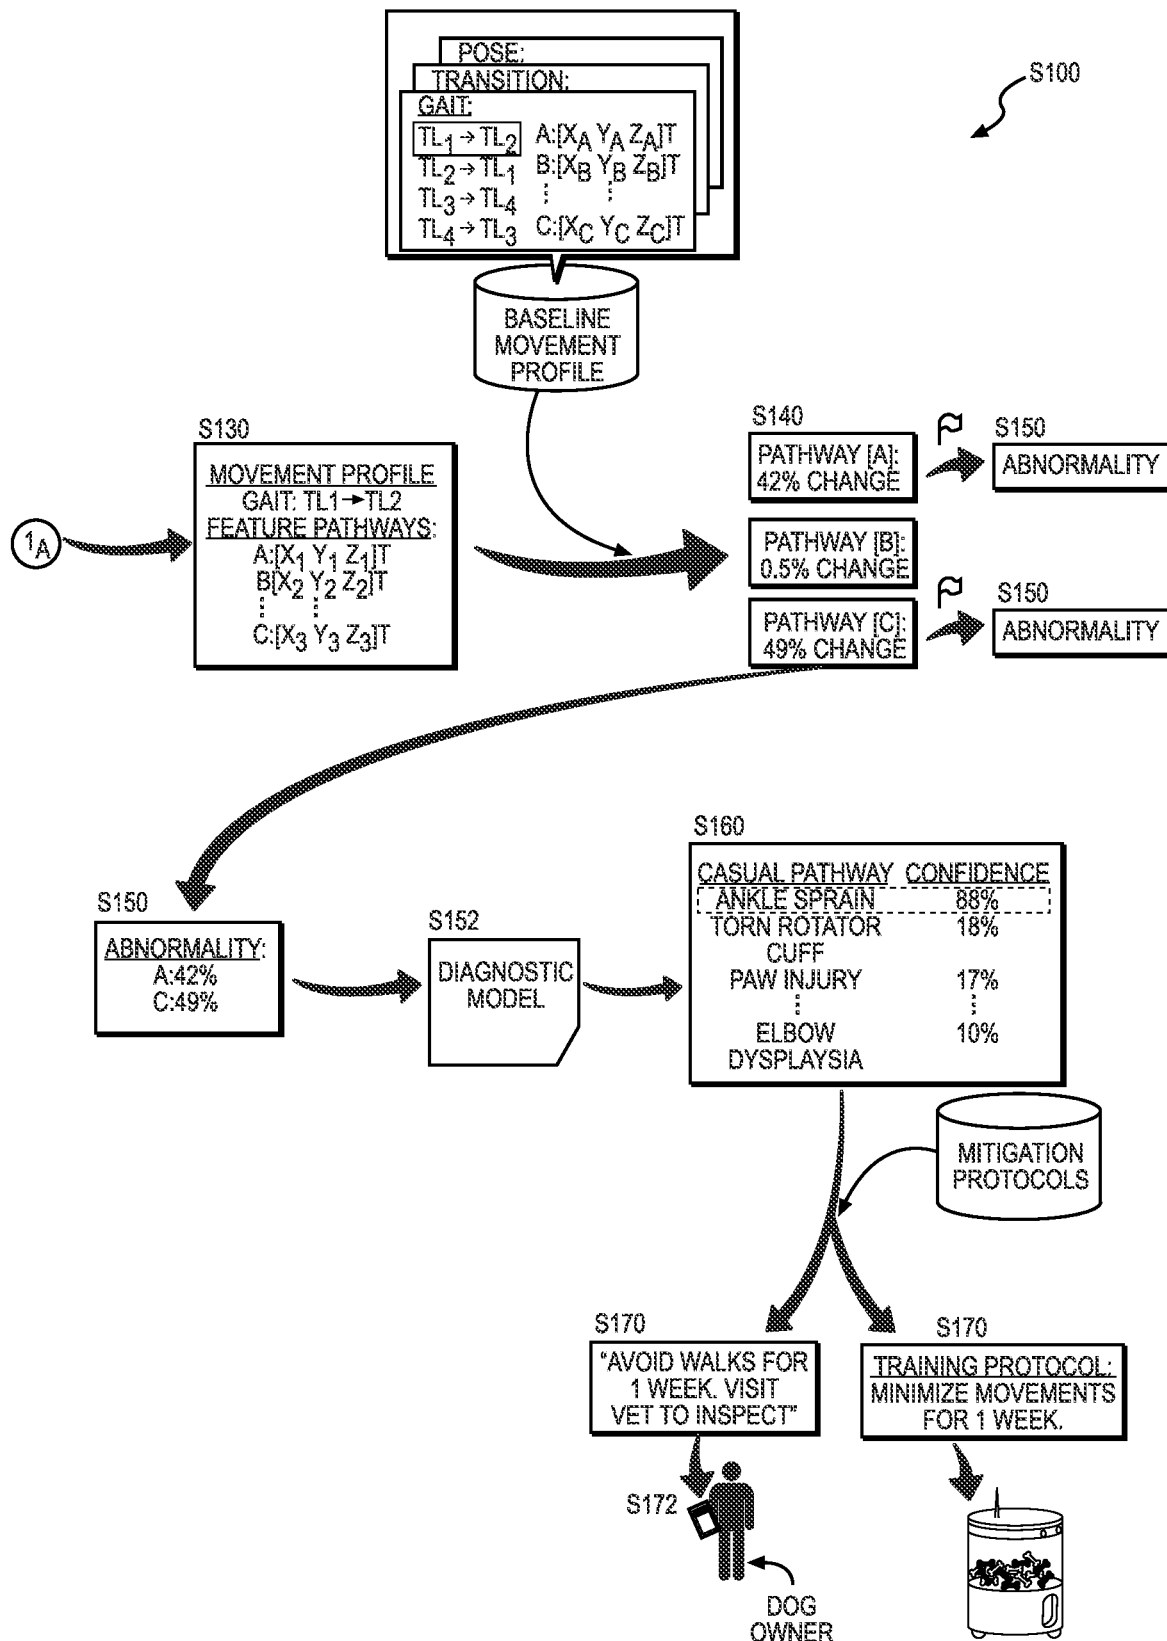 POSE:
TRANSITION:
GAIT:
TL1 → TL2 A:[XA YA ZA]T
TL2 → TL1 B:[XB YB ZB]T
TL3 → TL4
TL4 → TL3 C:[XC YC ZC]T
S100
BASELINE
MOVEMENT
PROFILE
S130
MOVEMENT PROFILE
GAIT: TL1→TL2
FEATURE PATHWAYS:
A:[X1 Y1 Z1]T
B[X2 Y2 Z2]T
C:[X3 Y3 Z3]T
1A
S140
PATHWAY [A]:
42% CHANGE
S150
ABNORMALITY
PATHWAY [B]:
0.5% CHANGE
PATHWAY [C]:
49% CHANGE
S150
ABNORMALITY
S150
ABNORMALITY:
A:42%
C:49%
S152
DIAGNOSTIC
MODEL
S160
CASUAL PATHWAY CONFIDENCE
ANKLE SPRAIN 88%
TORN ROTATOR 18%
CUFF
PAW INJURY 17%
ELBOW 10%
DYSPLAYSIA
MITIGATION
PROTOCOLS
S170
"AVOID WALKS FOR
1 WEEK. VISIT
VET TO INSPECT"
S170
TRAINING PROTOCOL:
MINIMIZE MOVEMENTS
FOR 1 WEEK.
S172
DOG
OWNER